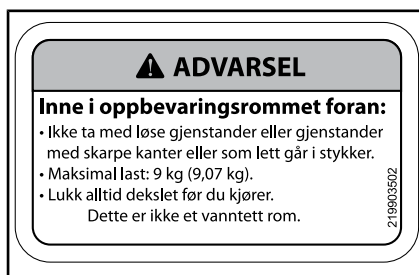 ADVARSEL
Inne i oppbevaringsrommet foran:
• Ikke ta med løse gjenstander eller gjenstander
med skarpe kanter eller som lett går i stykker.
• Maksimal last: 9 kg (9,07 kg).
• Lukk alltid dekslet før du kjører.
Dette er ikke et vanntett rom.
219903502